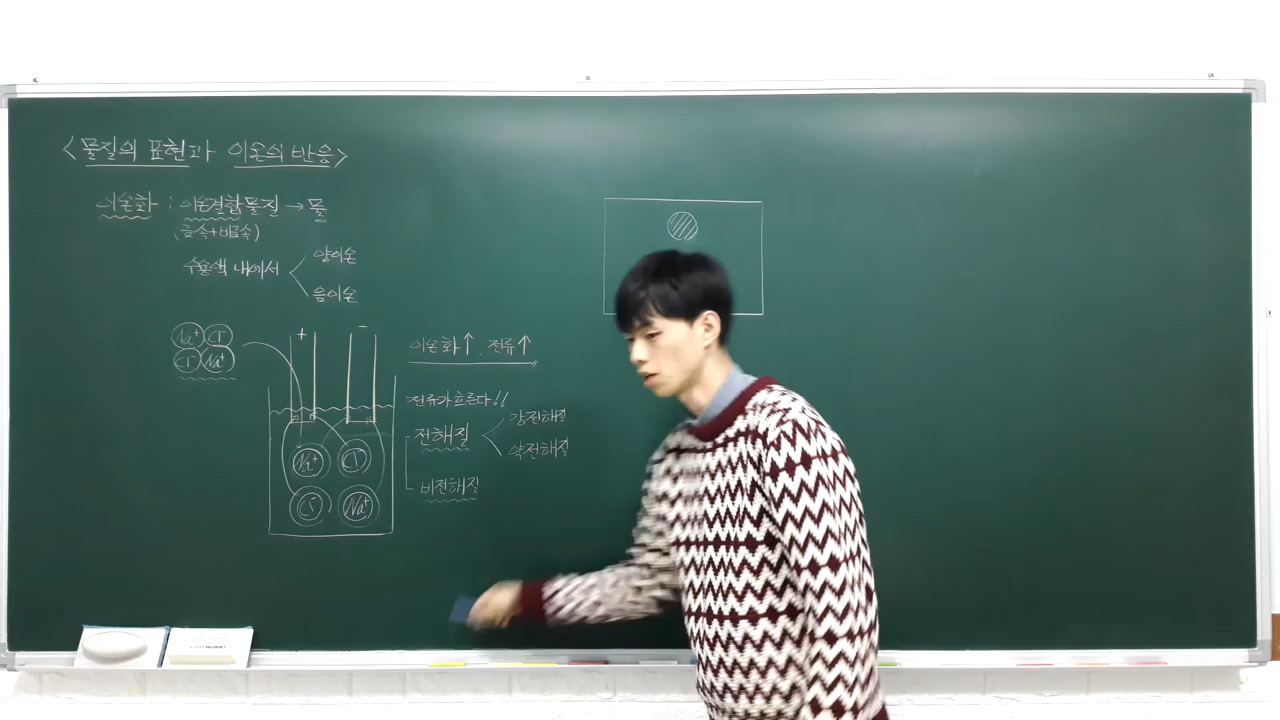 <물질의 표현과 이온의 반응>
이온화 : 이온결합물질 → 물
(금속+비금속)
수용액 내에서
양이온
음이온
Na⁺ Cl⁻
Cl⁻ Na⁺
+ −
이온화↑, 전류↑
전류가 흐른다!!
전해질
강전해질
약전해질
비전해질
Na⁺ Cl⁻
Cl⁻ Na⁺